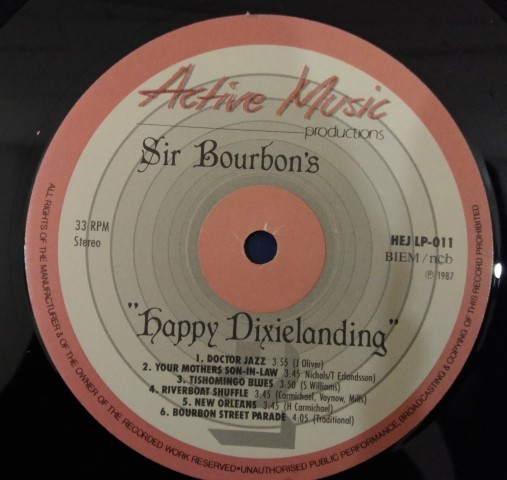 Active Music
productions
Sir Bourbon's
33 RPM
Stereo
HEJ LP-011
BIEM/ncb
℗ 1987
"Happy Dixielanding"
1. DOCTOR JAZZ 3:55 (J Oliver)
2. YOUR MOTHERS SON-IN-LAW 3.45 Nichols/T Erlandsson)
3. TISHOMINGO BLUES 3.50 (S Williams)
4. RIVERBOAT SHUFFLE 3.45 (Carmichael, Voynow, Mills)
5. NEW ORLEANS 3.45 (H Carmichael)
6. BOURBON STREET PARADE 4:05 (Traditional)
ALL RIGHTS OF THE MANUFACTURER & OF THE OWNER OF THE RECORDED WORK RESERVED•UNAUTHORISED PUBLIC PERFORMANCE, BROADCASTING & COPYING OF THIS RECORD PROHIBITED